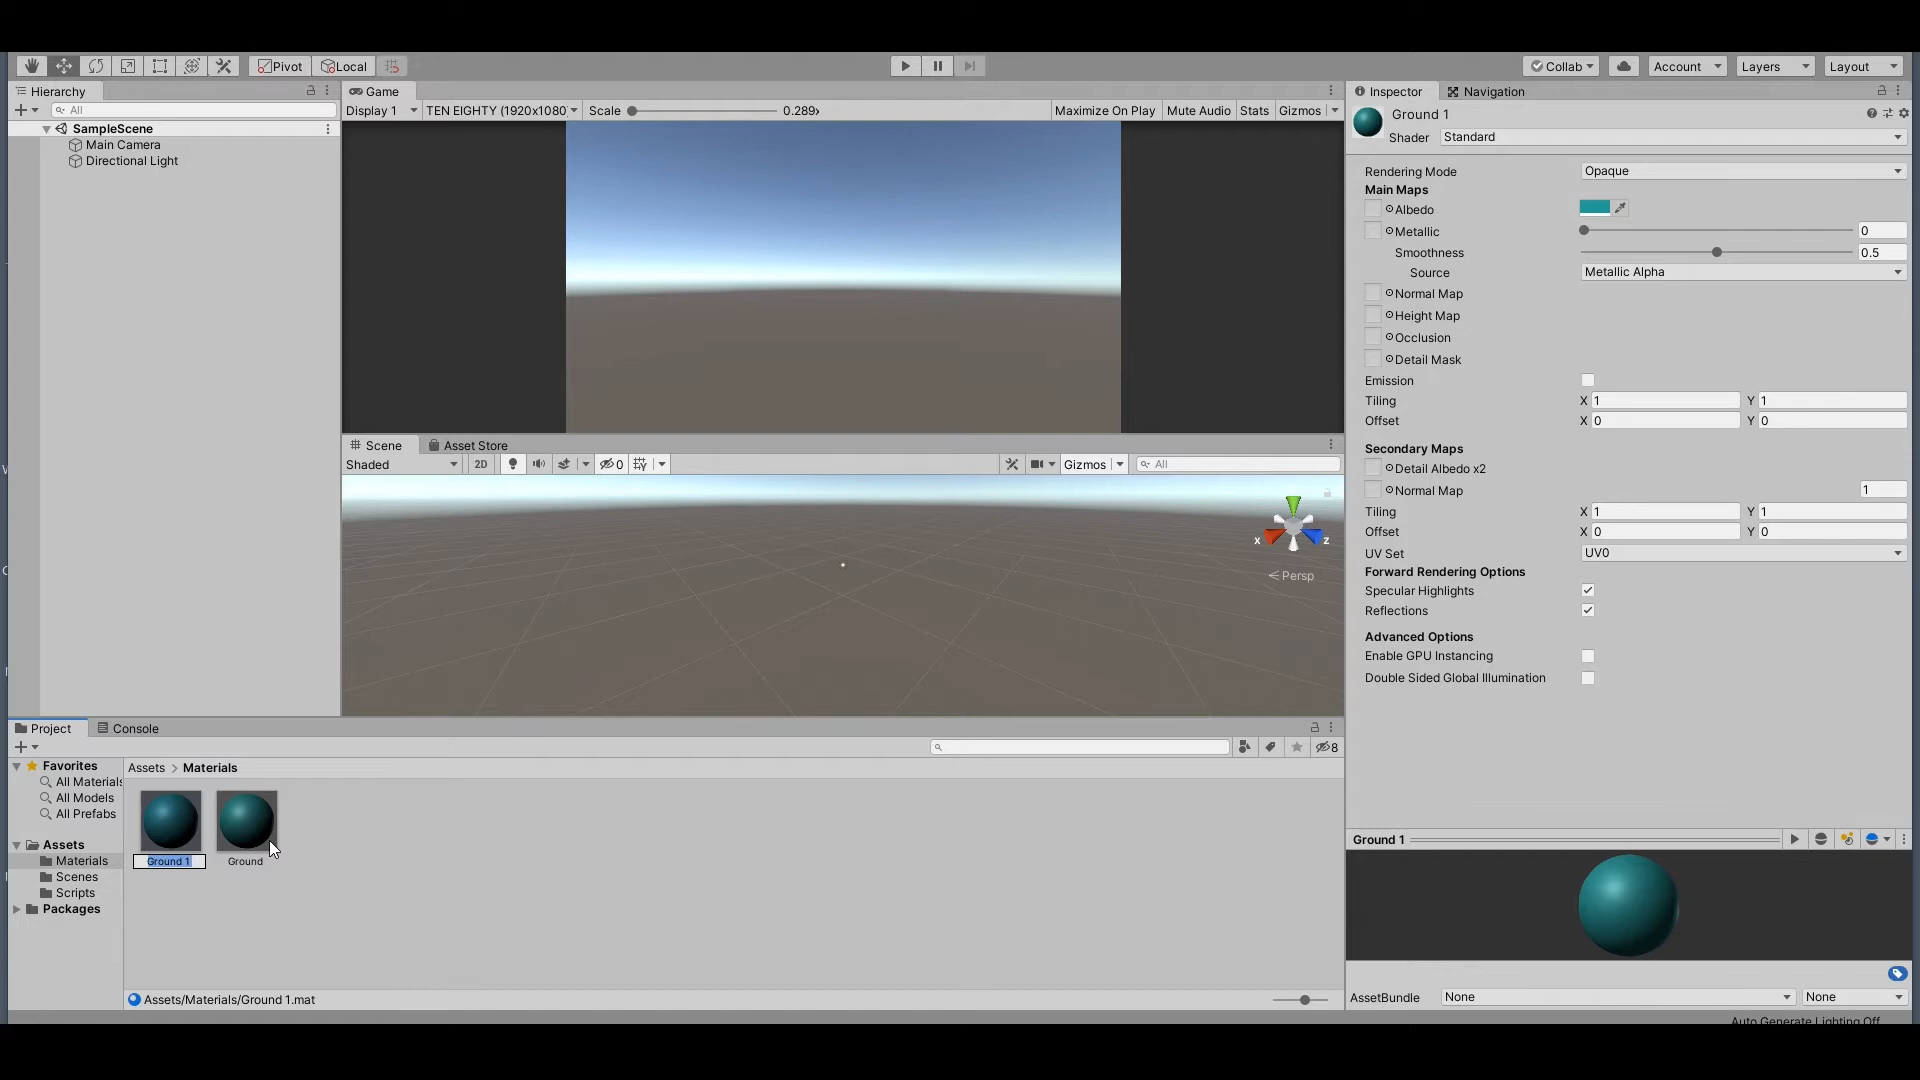 Pivot Local Collab Account Layers Layout
Hierarchy
All
SampleScene
Main Camera
Directional Light
Game
Display 1 TEN EIGHTY (1920x1080) Scale 0.289x Maximize On Play Mute Audio Stats Gizmos
Scene Asset Store
Shaded 2D 0 Gizmos All
x z
Persp
Inspector Navigation
Ground 1
Shader Standard
Rendering Mode Opaque
Main Maps
Albedo
Metallic 0
Smoothness 0.5
Source Metallic Alpha
Normal Map
Height Map
Occlusion
Detail Mask
Emission
Tiling X 1 Y 1
Offset X 0 Y 0
Secondary Maps
Detail Albedo x2
Normal Map 1
Tiling X 1 Y 1
Offset X 0 Y 0
UV Set UV0
Forward Rendering Options
Specular Highlights
Reflections
Advanced Options
Enable GPU Instancing
Double Sided Global Illumination
Project Console
8
Favorites
All Materials
All Models
All Prefabs
Assets
Materials
Scenes
Scripts
Packages
Assets > Materials
Ground 1 Ground
Assets/Materials/Ground 1.mat
Ground 1
AssetBundle None None
Auto Generate Lighting Off